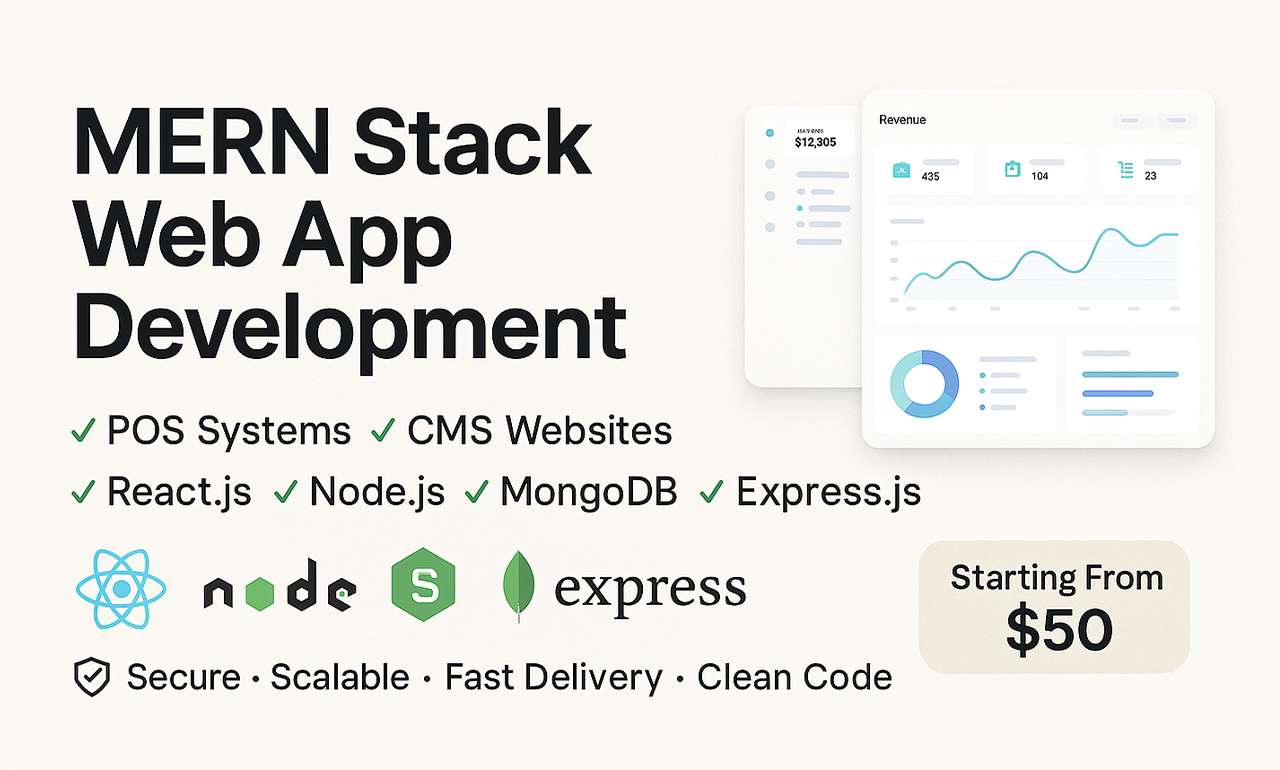 MERN Stack
Web App
Development
✓ POS Systems ✓ CMS Websites
✓ React.js ✓ Node.js ✓ MongoDB ✓ Express.js
node S express
Secure · Scalable · Fast Delivery · Clean Code
$12,305
Revenue
435 104 23
Starting From
$50